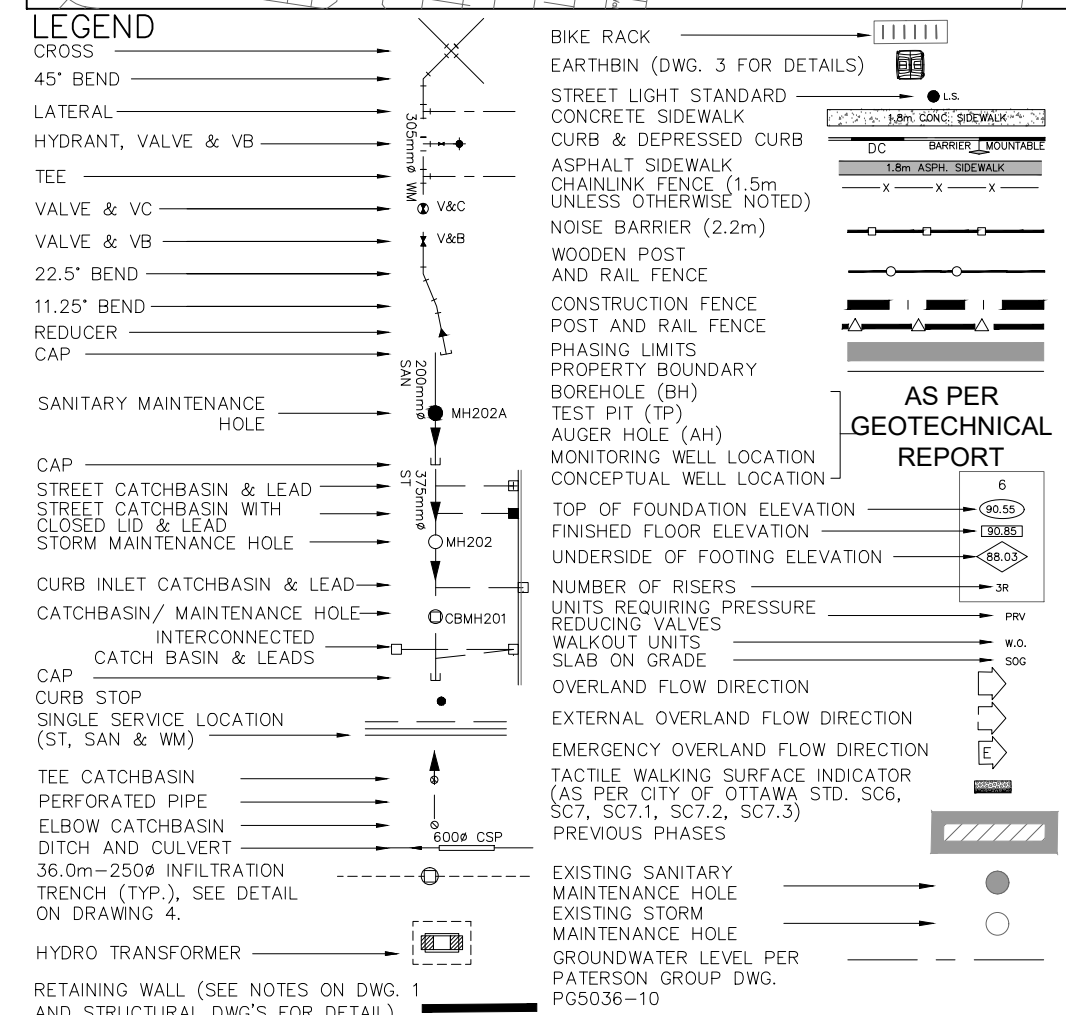 LEGEND
CROSS
45° BEND
LATERAL
HYDRANT, VALVE & VB
TEE
305mmø WM
VALVE & VC
V&C
VALVE & VB
V&B
22.5° BEND
11.25° BEND
REDUCER
CAP
200mmø
SAN
SANITARY MAINTENANCE
HOLE
MH202A
CAP
375mmø
ST
STREET CATCHBASIN & LEAD
STREET CATCHBASIN WITH
CLOSED LID & LEAD
STORM MAINTENANCE HOLE
MH202
CURB INLET CATCHBASIN & LEAD
CATCHBASIN/ MAINTENANCE HOLE
CBMH201
INTERCONNECTED
CATCH BASIN & LEADS
CAP
CURB STOP
SINGLE SERVICE LOCATION
(ST, SAN & WM)
TEE CATCHBASIN
PERFORATED PIPE
ELBOW CATCHBASIN
DITCH AND CULVERT
600ø CSP
36.0m-250ø INFILTRATION
TRENCH (TYP.), SEE DETAIL
ON DRAWING 4.
HYDRO TRANSFORMER
RETAINING WALL (SEE NOTES ON DWG. 1
AND STRUCTURAL DWG'S FOR DETAIL)
BIKE RACK
EARTHBIN (DWG. 3 FOR DETAILS)
STREET LIGHT STANDARD
L.S.
CONCRETE SIDEWALK
1.8m CONC. SIDEWALK
CURB & DEPRESSED CURB
DC
BARRIER
MOUNTABLE
ASPHALT SIDEWALK
1.8m ASPH. SIDEWALK
CHAINLINK FENCE (1.5m
UNLESS OTHERWISE NOTED)
X X X
NOISE BARRIER (2.2m)
WOODEN POST
AND RAIL FENCE
CONSTRUCTION FENCE
POST AND RAIL FENCE
PHASING LIMITS
PROPERTY BOUNDARY
BOREHOLE (BH)
TEST PIT (TP)
AUGER HOLE (AH)
MONITORING WELL LOCATION
CONCEPTUAL WELL LOCATION
AS PER
GEOTECHNICAL
REPORT
6
TOP OF FOUNDATION ELEVATION
90.55
FINISHED FLOOR ELEVATION
90.85
UNDERSIDE OF FOOTING ELEVATION
88.03
NUMBER OF RISERS
3R
UNITS REQUIRING PRESSURE
REDUCING VALVES
PRV
WALKOUT UNITS
W.O.
SLAB ON GRADE
SOG
OVERLAND FLOW DIRECTION
EXTERNAL OVERLAND FLOW DIRECTION
EMERGENCY OVERLAND FLOW DIRECTION
E
TACTILE WALKING SURFACE INDICATOR
(AS PER CITY OF OTTAWA STD. SC6,
SC7, SC7.1, SC7.2, SC7.3)
PREVIOUS PHASES
EXISTING SANITARY
MAINTENANCE HOLE
EXISTING STORM
MAINTENANCE HOLE
GROUNDWATER LEVEL PER
PATERSON GROUP DWG.
PG5036-10